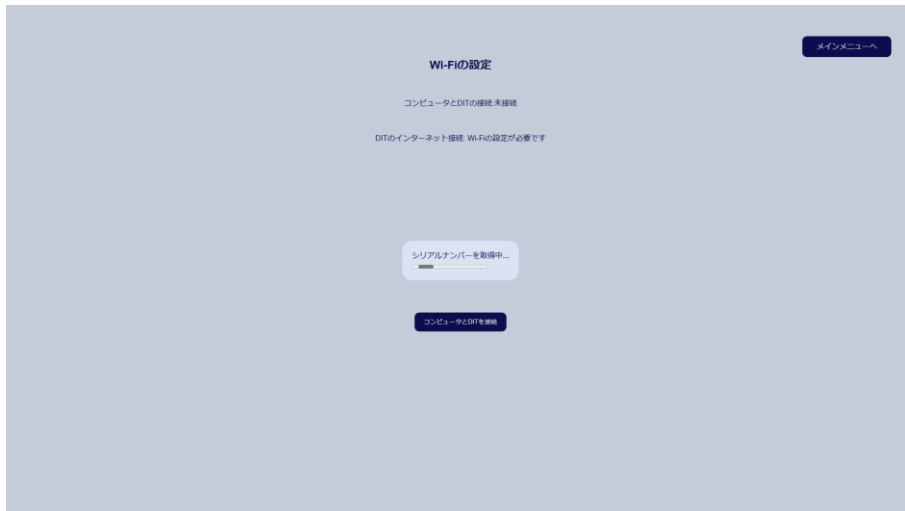 メインメニューへ
Wi-Fiの設定
コンピュータとDITの接続:未接続
DITのインターネット接続: Wi-Fiの設定が必要です
シリアルナンバーを取得中...
コンピュータとDITを接続